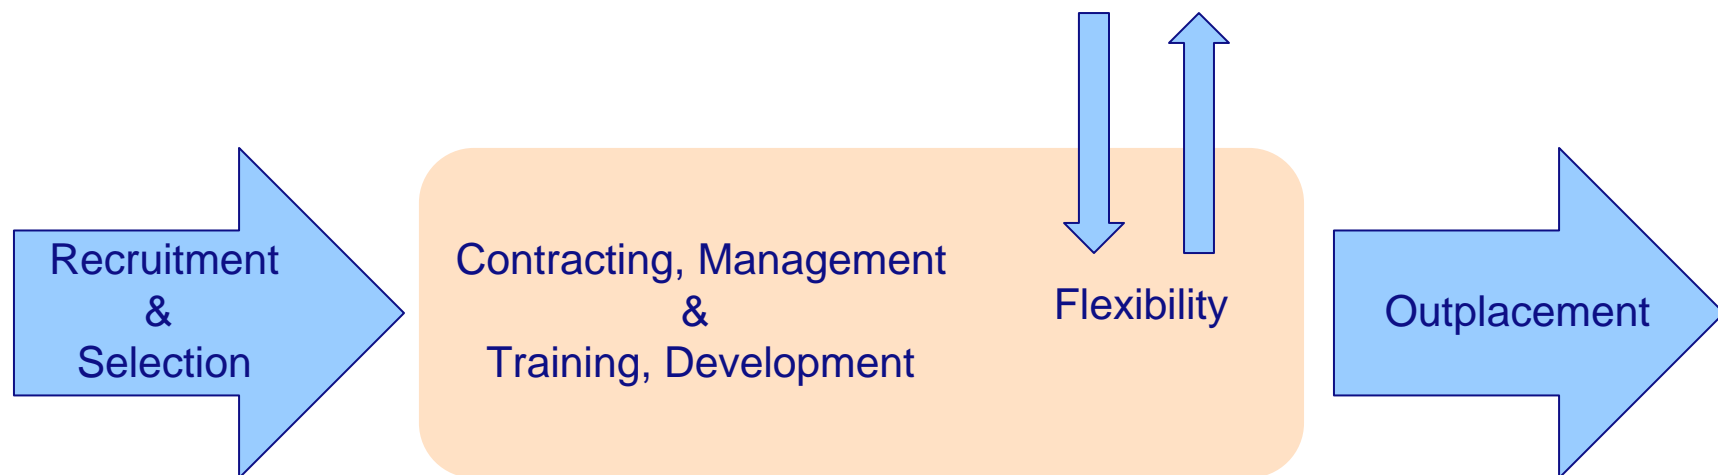 Recruitment
&
Selection
Contracting, Management
&
Training, Development
Flexibility
Outplacement